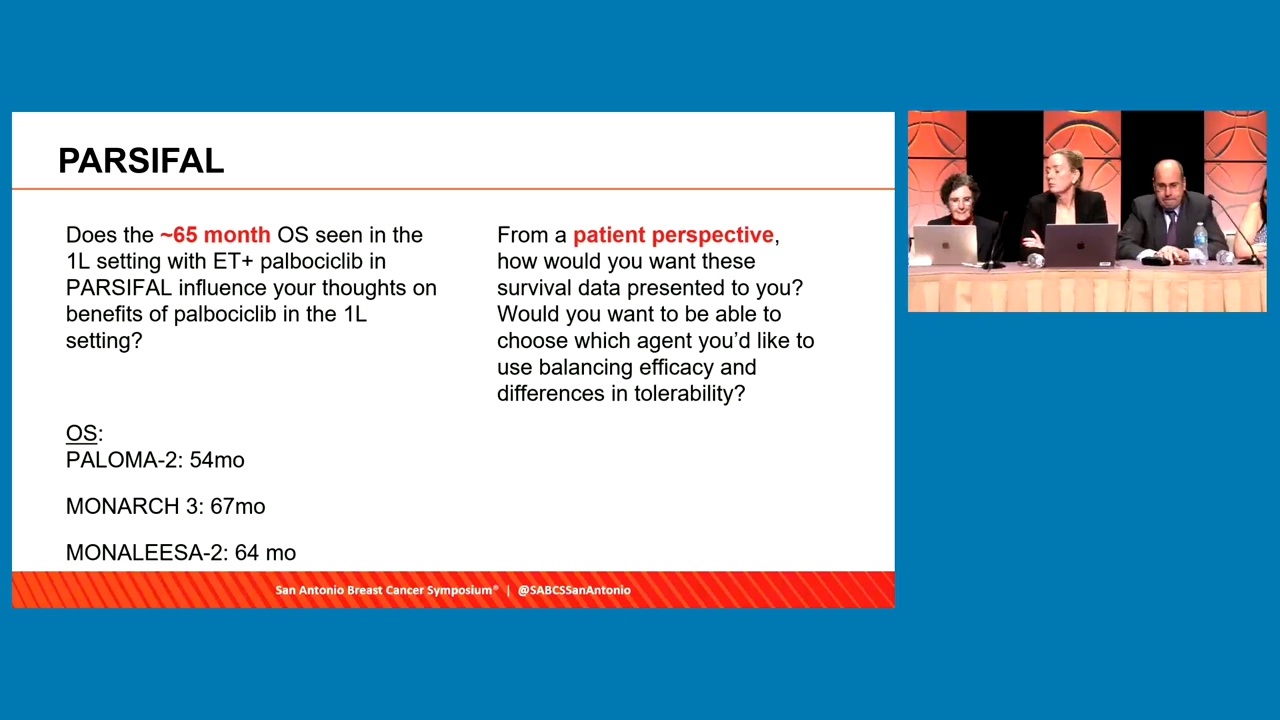 PARSIFAL
Does the ~65 month OS seen in the
1L setting with ET+ palbociclib in
PARSIFAL influence your thoughts on
benefits of palbociclib in the 1L
setting?
OS:
PALOMA-2: 54mo
MONARCH 3: 67mo
MONALEESA-2: 64 mo
From a patient perspective,
how would you want these
survival data presented to you?
Would you want to be able to
choose which agent you’d like to
use balancing efficacy and
differences in tolerability?
San Antonio Breast Cancer Symposium® | @SABCSSanAntonio